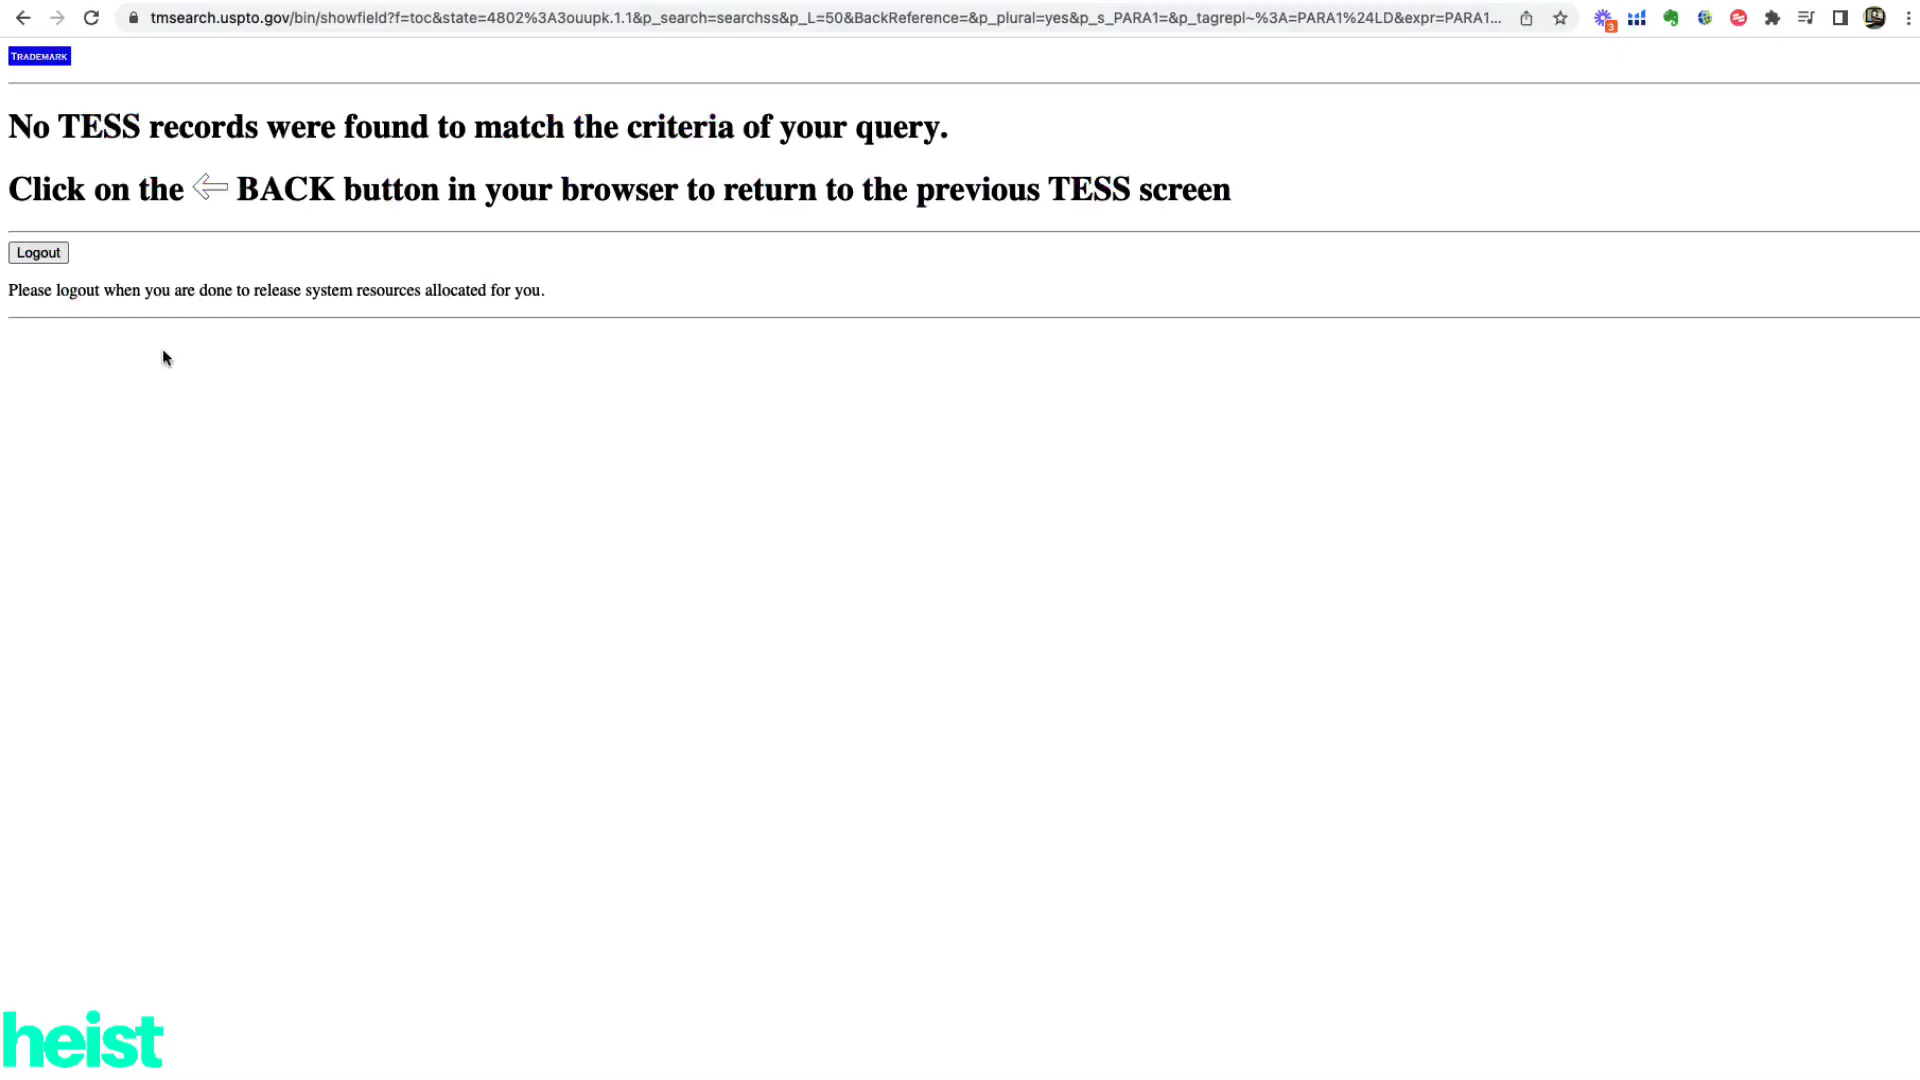 tmsearch.uspto.gov/bin/showfield?f=toc&state=4802%3A3ouupk.1.1&p_search=searchss&p_L=50&BackReference=&p_plural=yes&p_s_PARA1=&p_tagrepl~%3A=PARA1%24LD&expr=PARA1...
3
TRADEMARK
No TESS records were found to match the criteria of your query.
Click on the BACK button in your browser to return to the previous TESS screen
Logout
Please logout when you are done to release system resources allocated for you.
heist